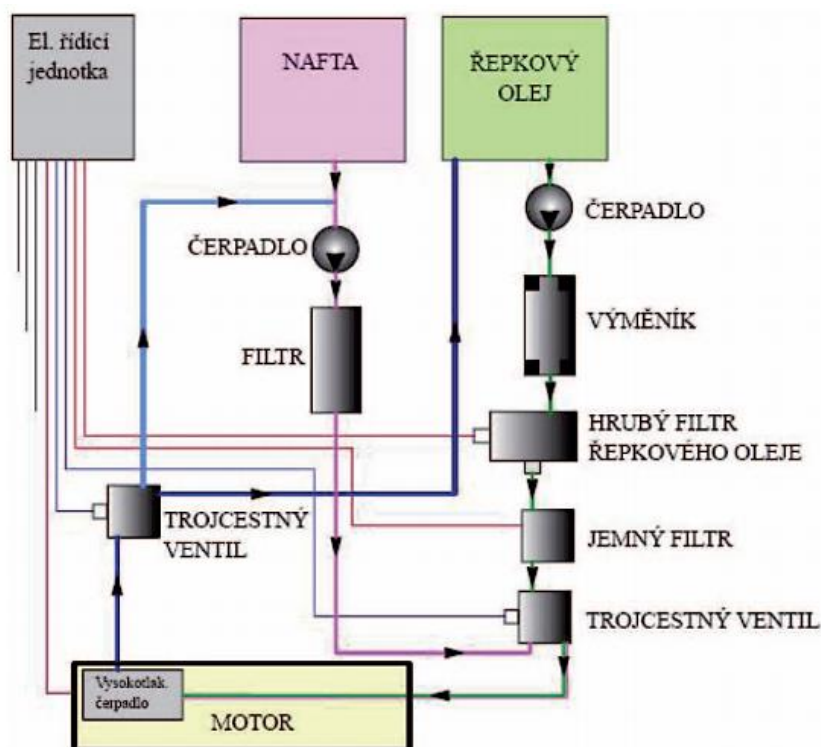 El. řídící
jednotka
NAFTA
ŘEPKOVÝ
OLEJ
ČERPADLO
ČERPADLO
VÝMĚNÍK
FILTR
HRUBÝ FILTR
ŘEPKOVÉHO OLEJE
TROJCESTNÝ
VENTIL
JEMNÝ FILTR
TROJCESTNÝ VENTIL
Vysokotlak.
čerpadlo
MOTOR